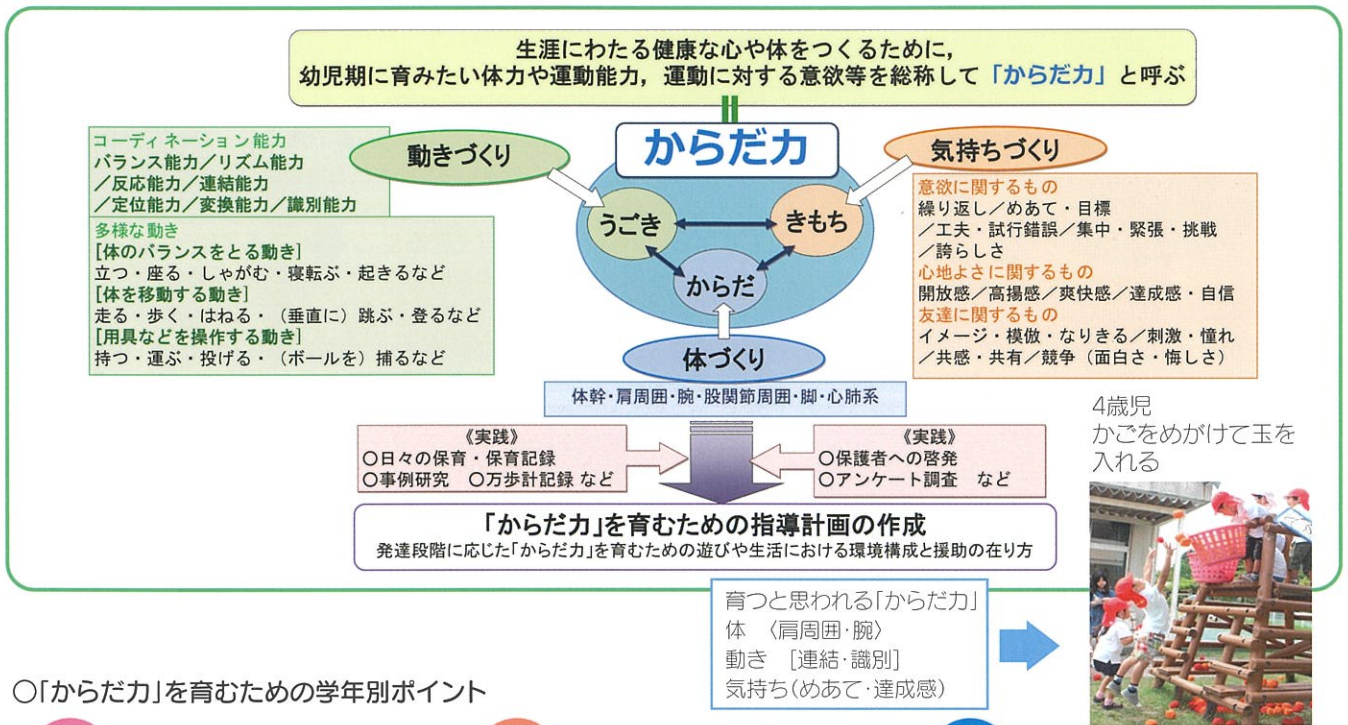 生涯にわたる健康な心や体をつくるために，
幼児期に育みたい体力や運動能力，運動に対する意欲等を総称して「からだ力」と呼ぶ
からだ力
動きづくり
コーディネーション能力
バランス能力／リズム能力
／反応能力／連結能力
／定位能力／変換能力／識別能力
多様な動き
[体のバランスをとる動き]
立つ・座る・しゃがむ・寝転ぶ・起きるなど
[体を移動する動き]
走る・歩く・はねる・（垂直に）跳ぶ・登るなど
[用具などを操作する動き]
持つ・運ぶ・投げる・（ボールを）捕るなど
うごき
きもち
からだ
気持ちづくり
意欲に関するもの
繰り返し／めあて・目標
／工夫・試行錯誤／集中・緊張・挑戦
／誇らしさ
心地よさに関するもの
開放感／高揚感／爽快感／達成感・自信
友達に関するもの
イメージ・模倣・なりきる／刺激・憧れ
／共感・共有／競争（面白さ・悔しさ）
体づくり
体幹・肩周囲・腕・股関節周囲・脚・心肺系
《実践》
○日々の保育・保育記録
○事例研究　○万歩計記録 など
《実践》
○保護者への啓発
○アンケート調査　など
「からだ力」を育むための指導計画の作成
発達段階に応じた「からだ力」を育むための遊びや生活における環境構成と援助の在り方
4歳児
かごをめがけて玉を
入れる
育つと思われる「からだ力」
体　〈肩周囲・腕〉
動き　[連結・識別]
気持ち（めあて・達成感）
○「からだ力」を育むための学年別ポイント